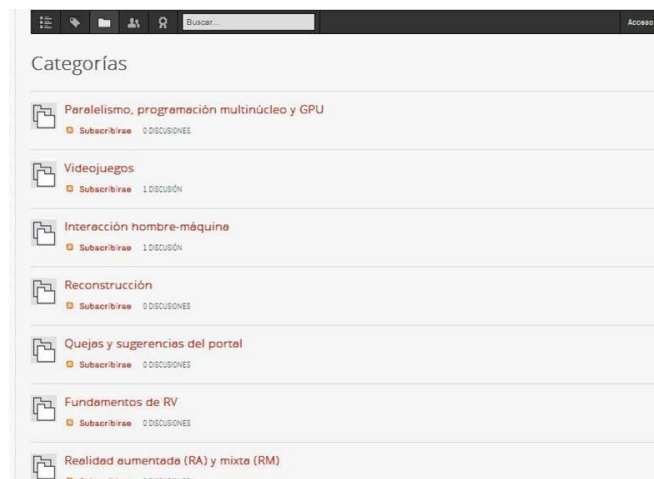 Buscar...
Acceso
Categorías
Paralelismo, programación multinúcleo y GPU
Subscribirse 0 DISCUSIONES
Videojuegos
Subscribirse 1 DISCUSIÓN
Interacción hombre-máquina
Subscribirse 1 DISCUSIÓN
Reconstrucción
Subscribirse 0 DISCUSIONES
Quejas y sugerencias del portal
Subscribirse 0 DISCUSIONES
Fundamentos de RV
Subscribirse 0 DISCUSIONES
Realidad aumentada (RA) y mixta (RM)